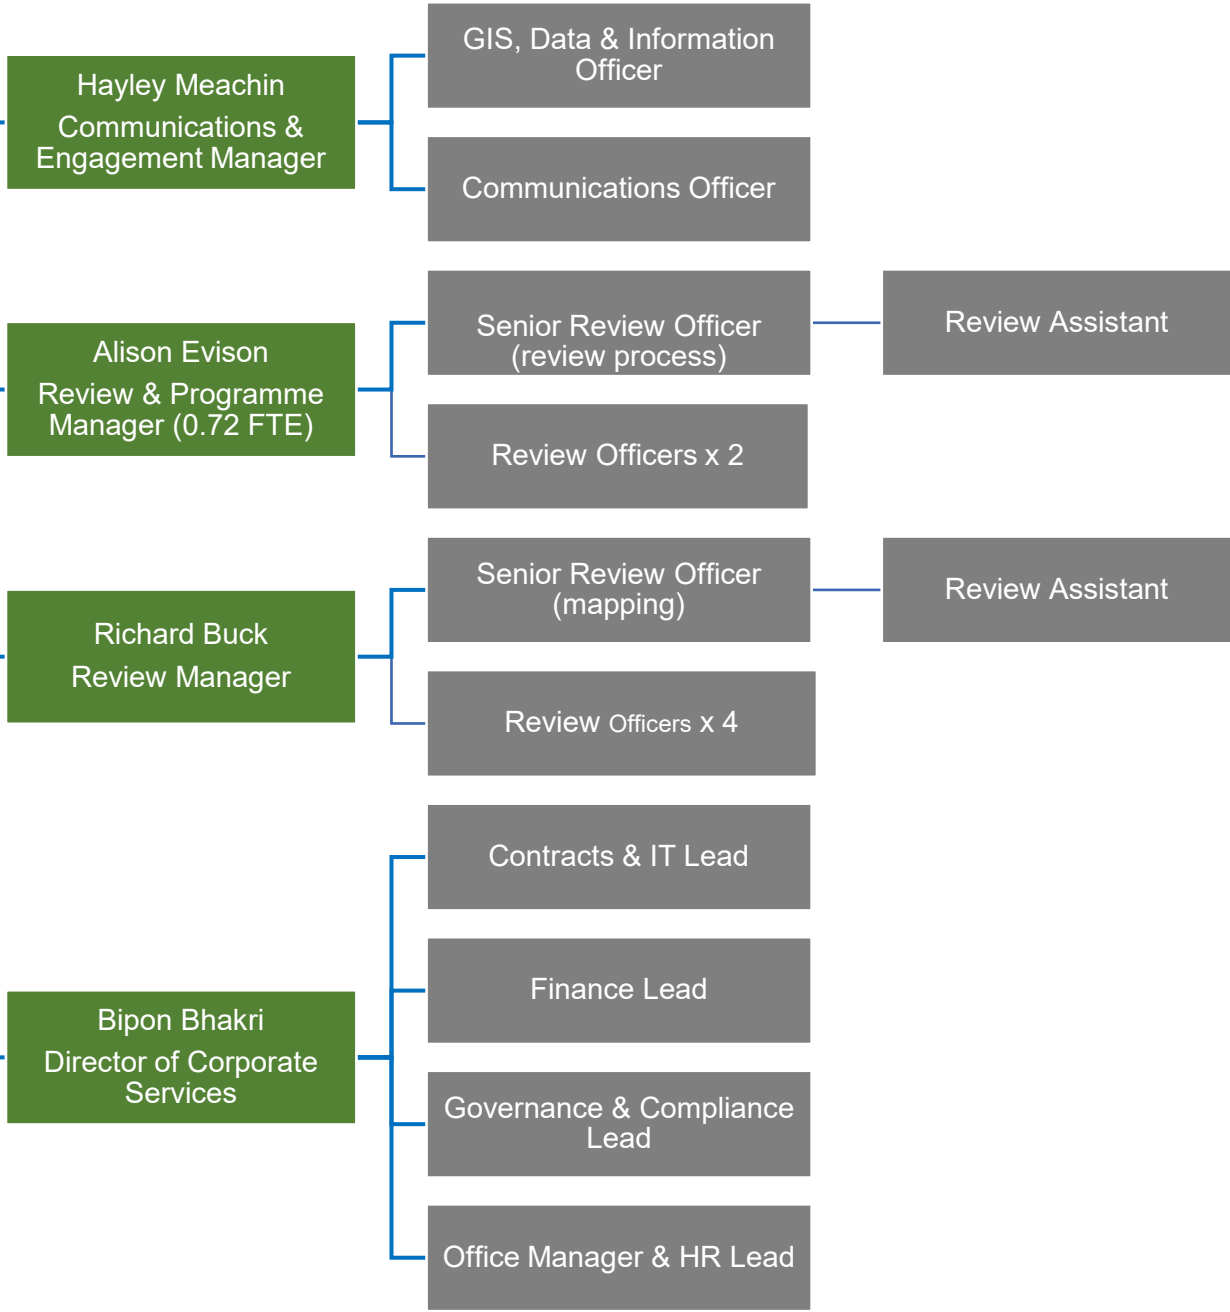 GIS, Data & Information
Officer
Hayley Meachin
Communications &
Engagement Manager
Communications Officer
Senior Review Officer
(review process)
Review Assistant
Alison Evison
Review & Programme
Manager (0.72 FTE)
Review Officers x 2
Senior Review Officer
(mapping)
Review Assistant
Richard Buck
Review Manager
Review Officers x 4
Contracts & IT Lead
Finance Lead
Bipon Bhakri
Director of Corporate
Services
Governance & Compliance
Lead
Office Manager & HR Lead